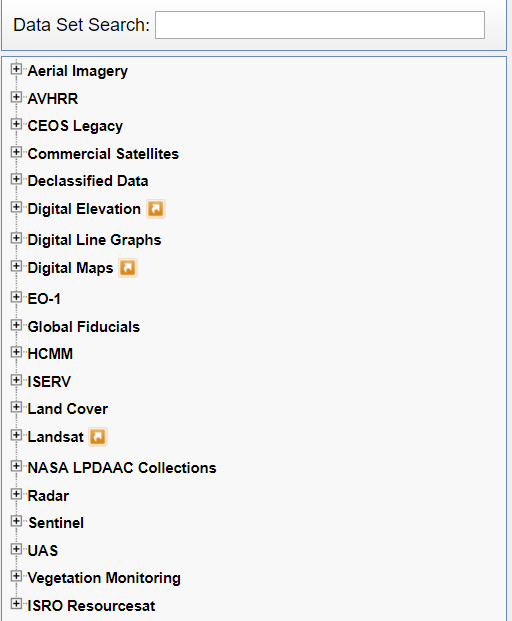 Data Set Search:
Aerial Imagery
AVHRR
CEOS Legacy
Commercial Satellites
Declassified Data
Digital Elevation
Digital Line Graphs
Digital Maps
EO-1
Global Fiducials
HCMM
ISERV
Land Cover
Landsat
NASA LPDAAC Collections
Radar
Sentinel
UAS
Vegetation Monitoring
ISRO Resourcesat